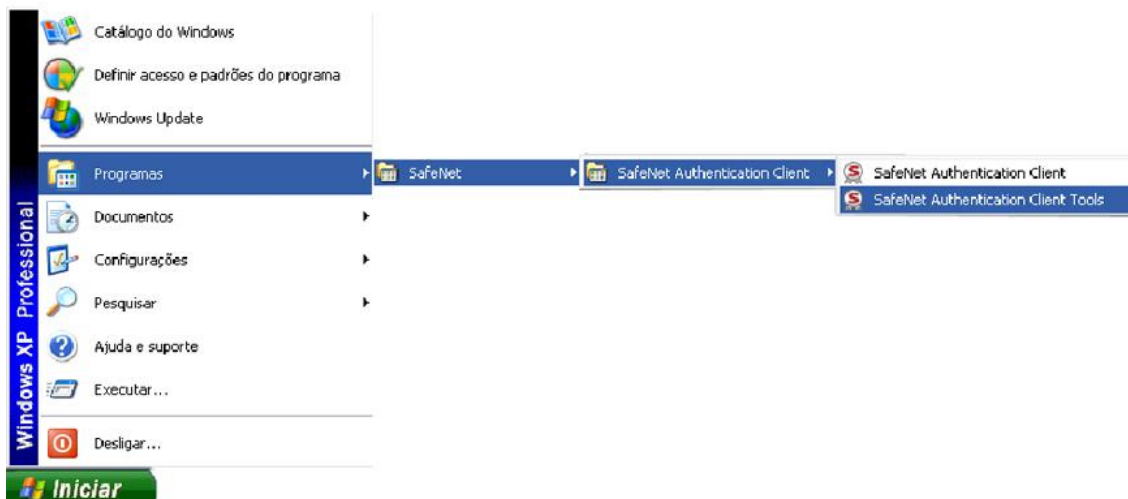 Catálogo do Windows
Definir acesso e padrões do programa
Windows Update
Programas
SafeNet
SafeNet Authentication Client
SafeNet Authentication Client
SafeNet Authentication Client Tools
Documentos
Configurações
Pesquisar
Ajuda e suporte
Executar...
Desligar...
Windows XP Professional
Iniciar